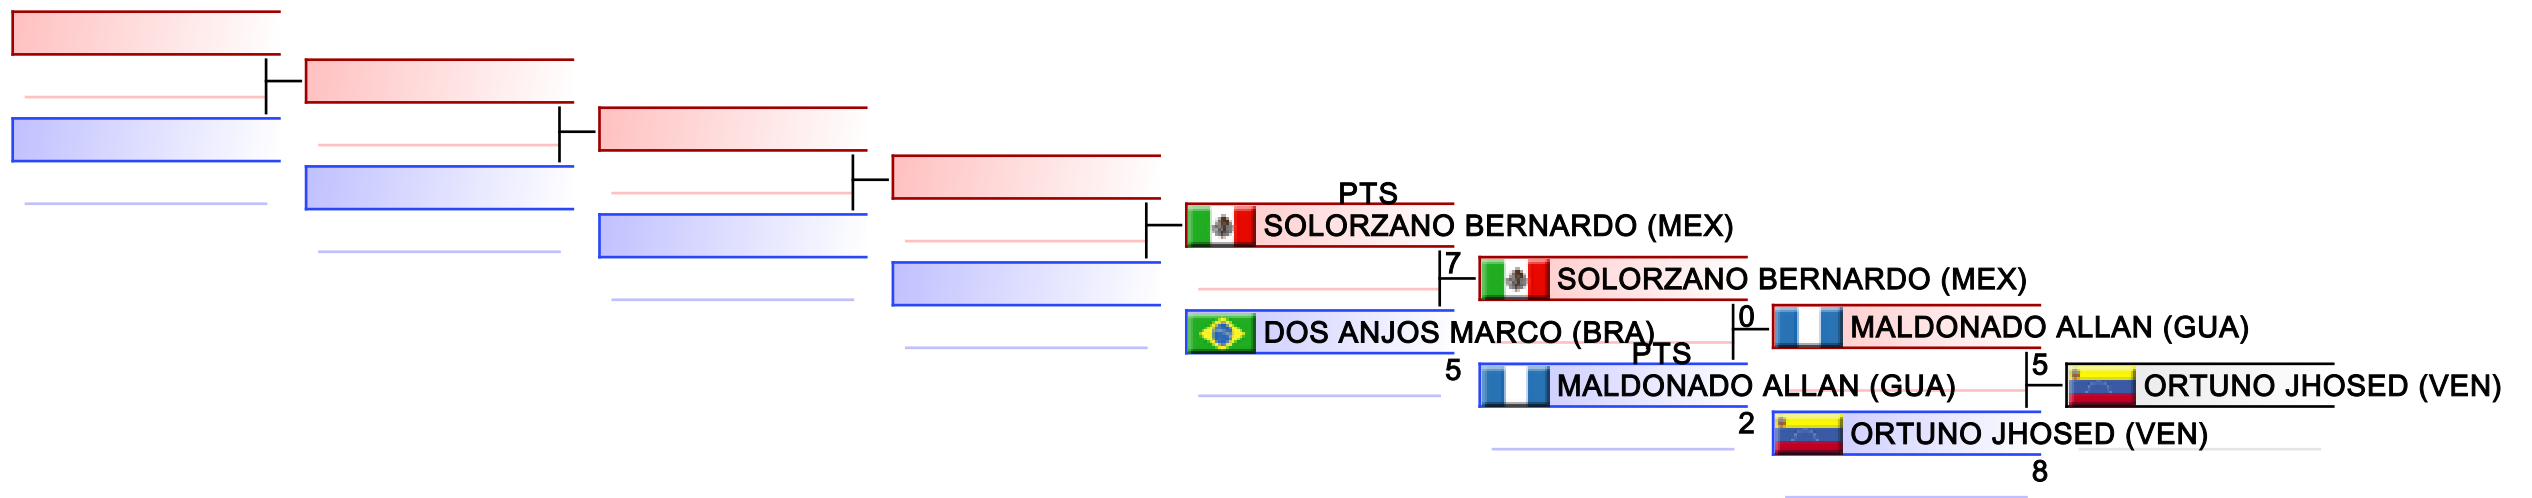 PTS
SOLORZANO BERNARDO (MEX)
7
SOLORZANO BERNARDO (MEX)
0
DOS ANJOS MARCO (BRA)
MALDONADO ALLAN (GUA)
PTS
5
5
MALDONADO ALLAN (GUA)
ORTUNO JHOSED (VEN)
2
ORTUNO JHOSED (VEN)
8